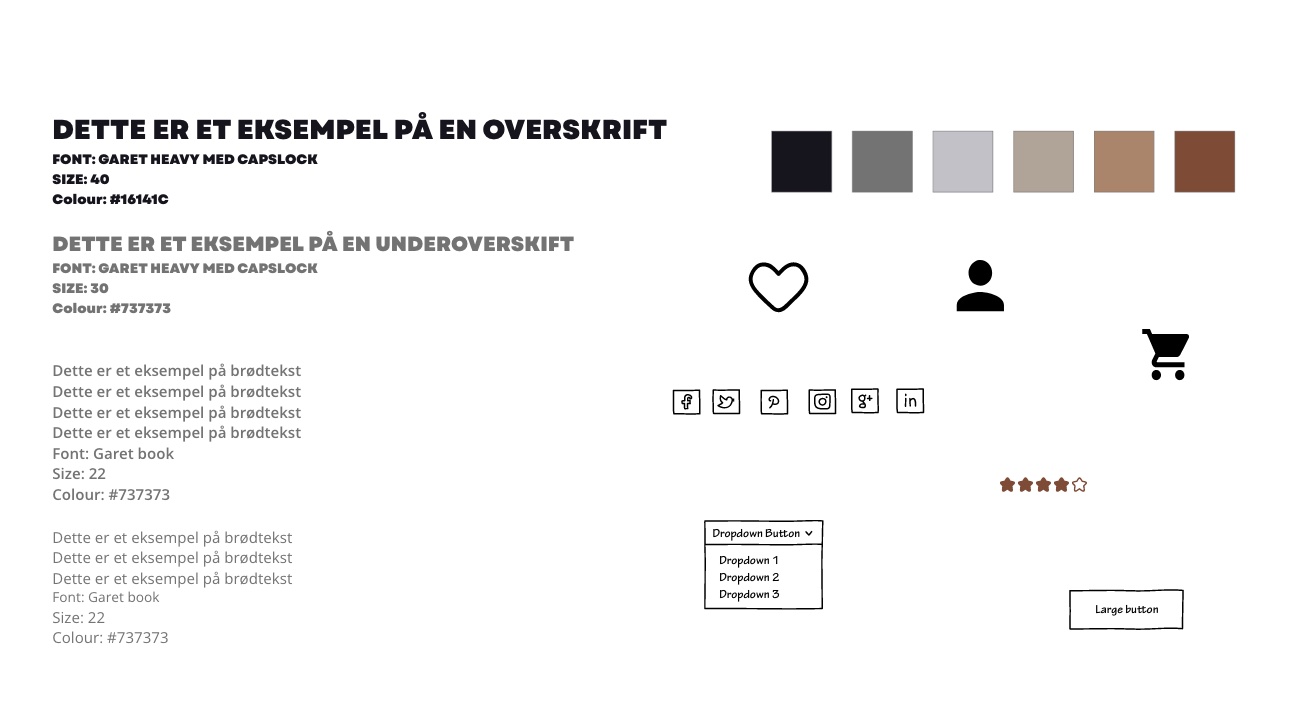 DETTE ER ET EKSEMPEL PÅ EN OVERSKRIFT
FONT: GARET HEAVY MED CAPSLOCK
SIZE: 40
Colour: #16141C
DETTE ER ET EKSEMPEL PÅ EN UNDEROVERSKIFT
FONT: GARET HEAVY MED CAPSLOCK
SIZE: 30
Colour: #737373
Dette er et eksempel på brødtekst
Dette er et eksempel på brødtekst
Dette er et eksempel på brødtekst
Dette er et eksempel på brødtekst
Font: Garet book
Size: 22
Colour: #737373
Dette er et eksempel på brødtekst
Dette er et eksempel på brødtekst
Dette er et eksempel på brødtekst
Font: Garet book
Size: 22
Colour: #737373
g+
in
Dropdown Button
Dropdown 1
Dropdown 2
Dropdown 3
Large button